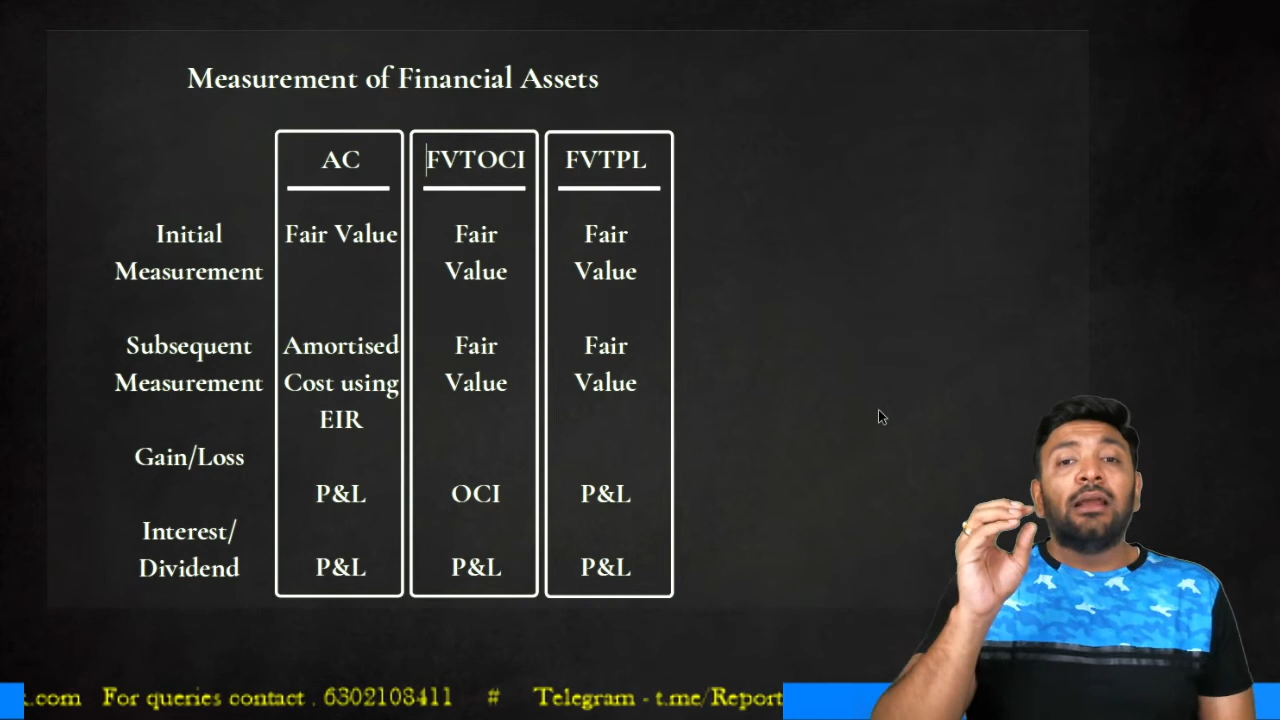 Measurement of Financial Assets
AC FVTOCI FVTPL
Initial Fair Value Fair Fair
Measurement Value Value
Subsequent Amortised Fair Fair
Measurement Cost using Value Value
EIR
Gain/Loss
P&L OCI P&L
Interest/
Dividend P&L P&L P&L
.com For queries contact . 6302108411 # Telegram - t.me/Report